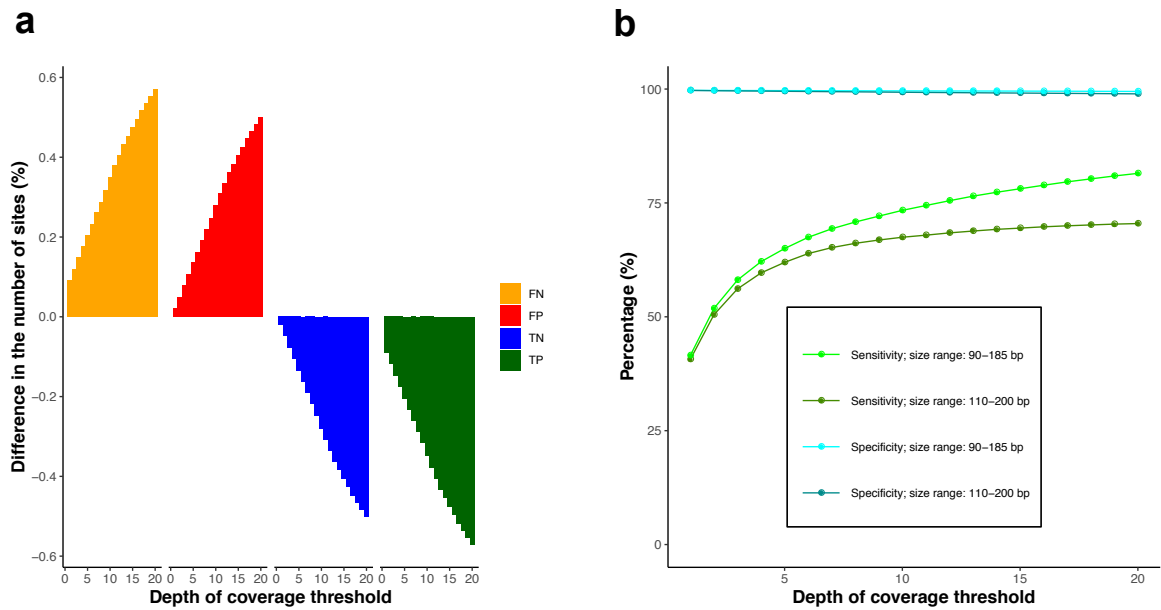 a
Difference in the number of sites (%)
0.6
0.4
0.2
0.0
−0.2
−0.4
−0.6
0 5 10 15 20 0 5 10 15 20 0 5 10 15 20 0 5 10 15 20
Depth of coverage threshold
FN
FP
TN
TP
b
Percentage (%)
100
75
50
25
0
Sensitivity; size range: 90−185 bp
Sensitivity; size range: 110−200 bp
Specificity; size range: 90−185 bp
Specificity; size range: 110−200 bp
5 10 15 20
Depth of coverage threshold